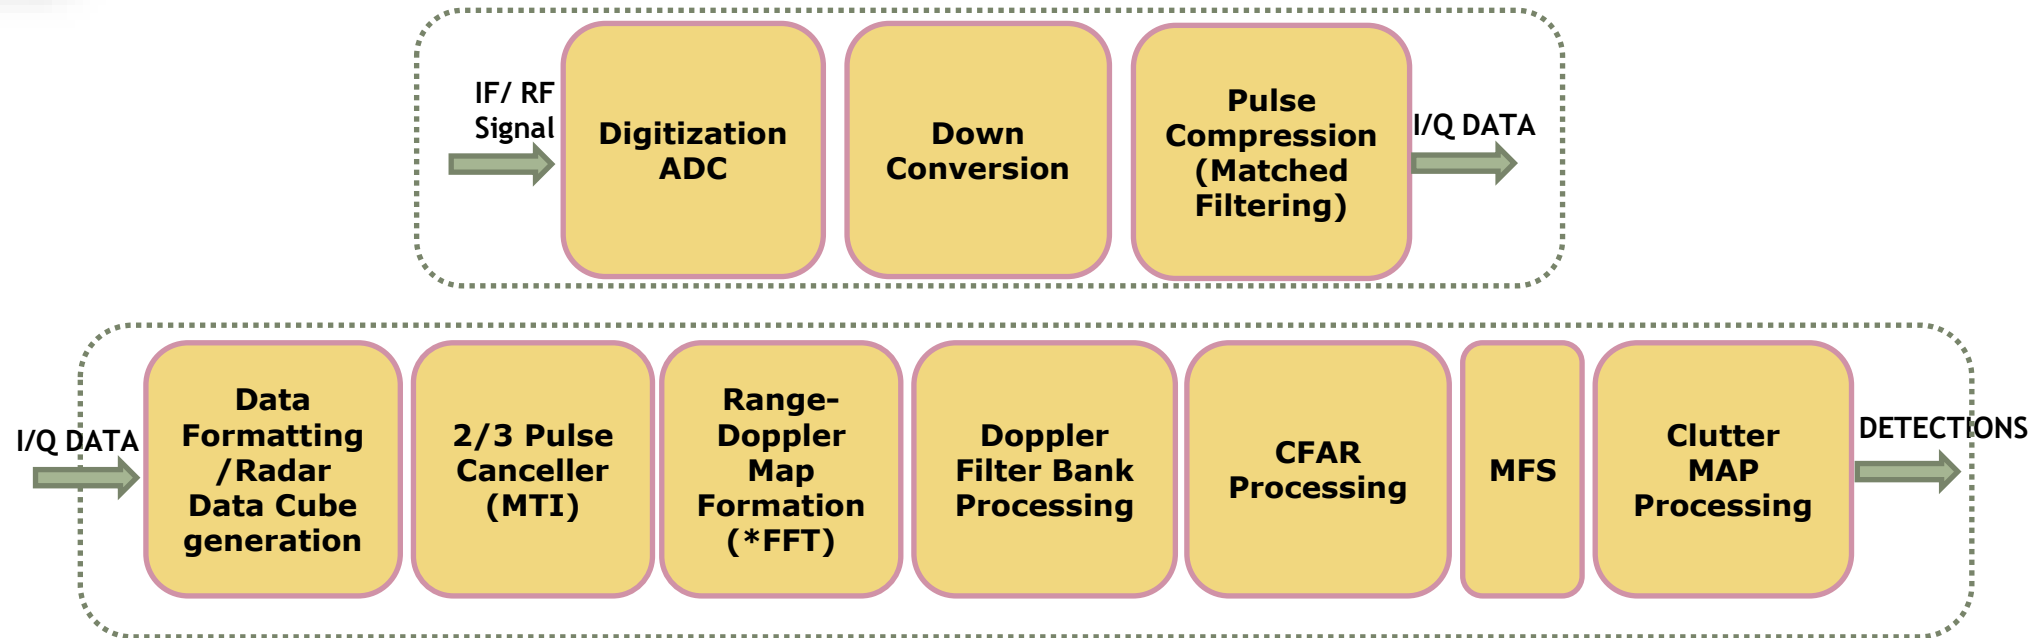 IF/ RF
Signal
Digitization
ADC
Down
Conversion
Pulse
Compression
(Matched
Filtering)
I/Q DATA
I/Q DATA
Data
Formatting
/Radar
Data Cube
generation
2/3 Pulse
Canceller
(MTI)
Range-
Doppler
Map
Formation
(*FFT)
Doppler
Filter Bank
Processing
CFAR
Processing
MFS
Clutter
MAP
Processing
DETECTIONS